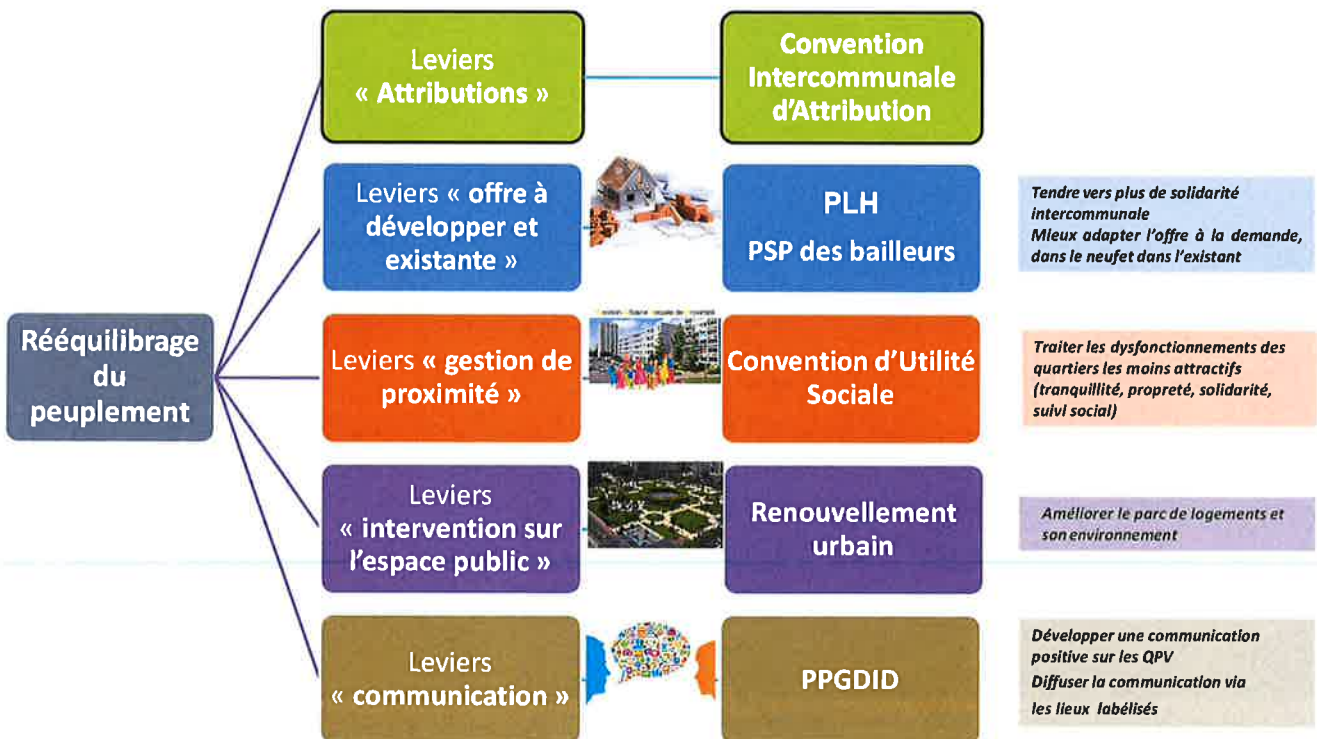 Leviers
« Attributions »
Convention
Intercommunale
d'Attribution
Leviers « offre à
développer et
existante »
PLH
PSP des bailleurs
Tendre vers plus de solidarité
intercommunale
Mieux adapter l'offre à la demande,
dans le neufet dans l'existant
Rééquilibrage
du
peuplement
Leviers « gestion de
proximité »
Convention d'Utilité
Sociale
Traiter les dysfonctionnements des
quartiers les moins attractifs
(tranquillité, propreté, solidarité,
suivi social)
Leviers
« intervention sur
l'espace public »
Renouvellement
urbain
Améliorer le parc de logements et
son environnement
Leviers
« communication »
PPGDID
Développer une communication
positive sur les QPV
Diffuser la communication via
les lieux labélisés